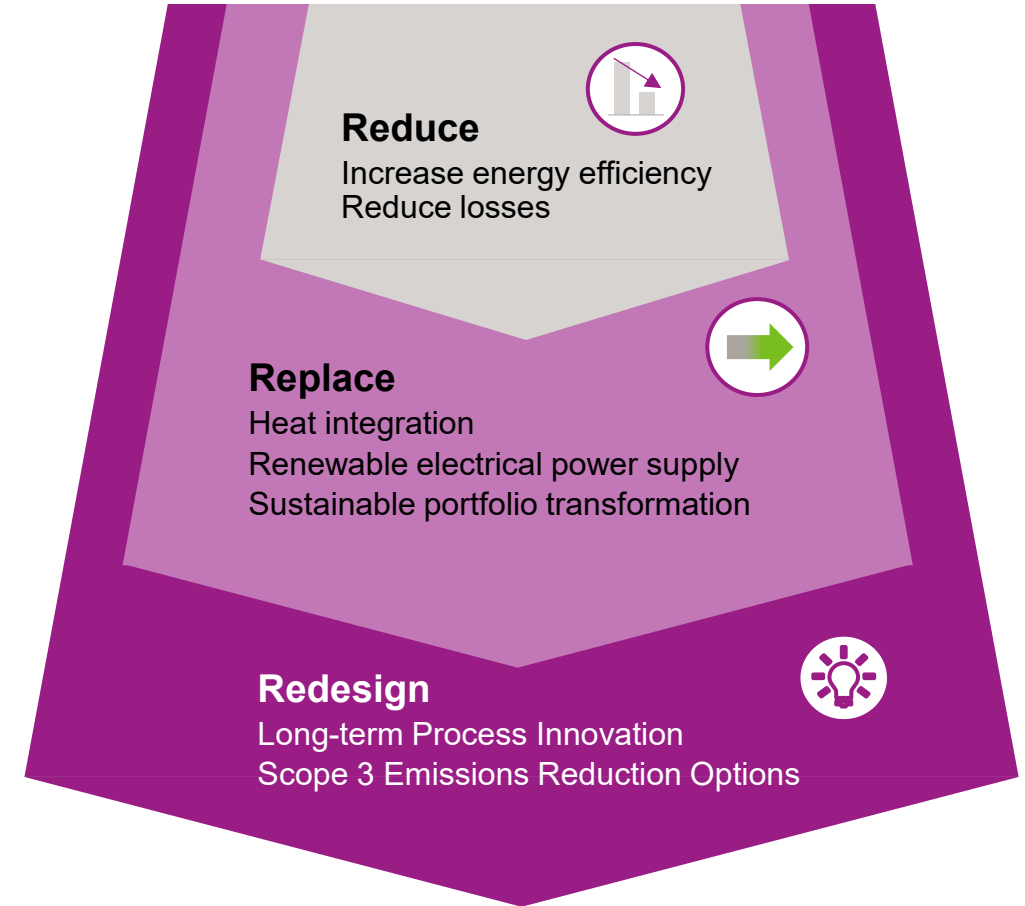 Reduce
Increase energy efficiency
Reduce losses
Replace
Heat integration
Renewable electrical power supply
Sustainable portfolio transformation
Redesign
Long-term Process Innovation
Scope 3 Emissions Reduction Options